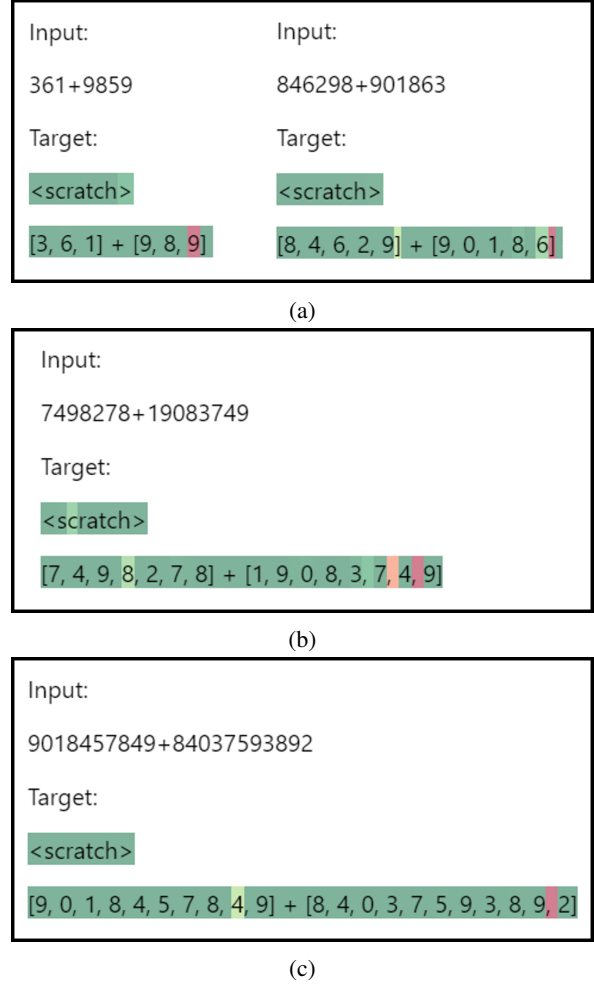 Input:
361+9859
Target:
<scratch>
[3, 6, 1] + [9, 8, 9]
Input:
846298+901863
Target:
<scratch>
[8, 4, 6, 2, 9] + [9, 0, 1, 8, 6]
(a)
Input:
7498278+19083749
Target:
<scratch>
[7, 4, 9, 8, 2, 7, 8] + [1, 9, 0, 8, 3, 7, 4, 9]
(b)
Input:
9018457849+84037593892
Target:
<scratch>
[9, 0, 1, 8, 4, 5, 7, 8, 4, 9] + [8, 4, 0, 3, 7, 5, 9, 3, 8, 9, 2]
(c)